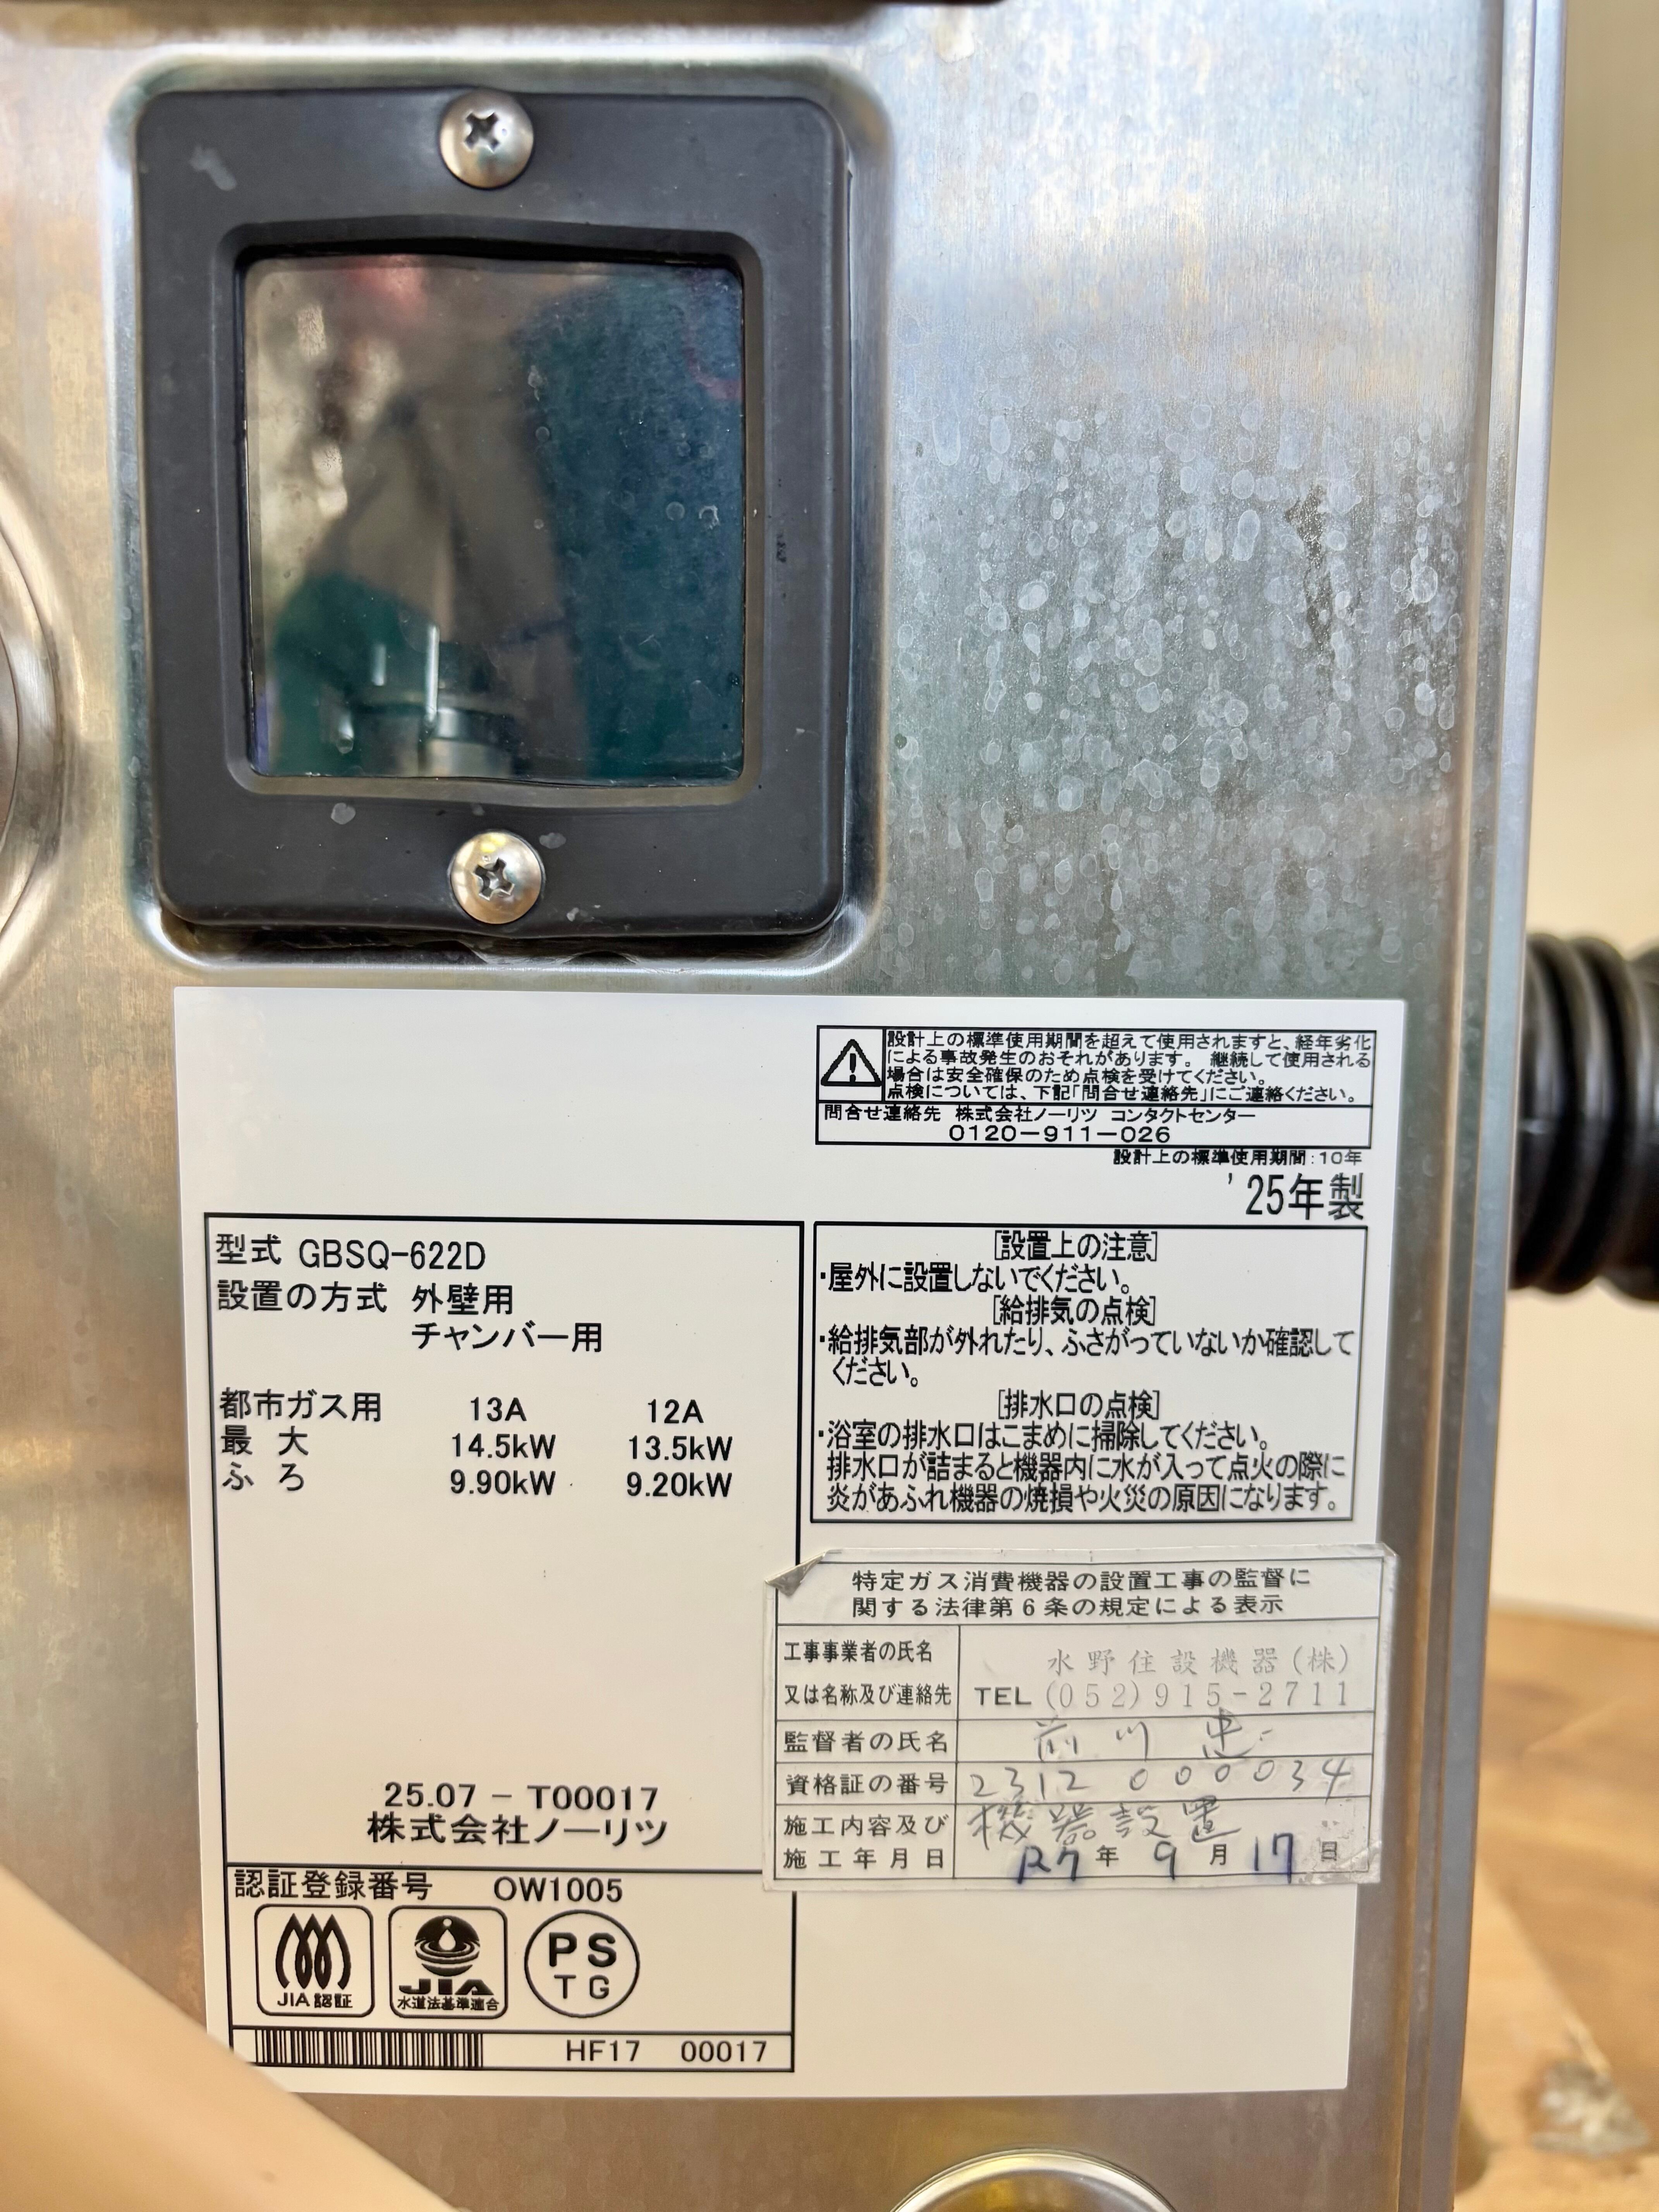 設計上の標準使用期間を超えて使用されますと、経年劣化
による事故発生のおそれがあります。 継続して使用される
場合は安全確保のため点検を受けてください。
点検については、下記「問合せ連絡先」にご連絡ください。
問合せ連絡先 株式会社ノーリツ コンタクトセンター
0120-911-026
設計上の標準使用期間:10年
'25年製
型式 GBSQ-622D
設置の方式 外壁用
チャンバー用
都市ガス用 13A 12A
最 大 14.5kW 13.5kW
ふ ろ 9.90kW 9.20kW
[設置上の注意]
・屋外に設置しないでください。
[給排気の点検]
・給排気部が外れたり、ふさがっていないか確認して
ください。
[排水口の点検]
・浴室の排水口はこまめに掃除してください。
排水口が詰まると機器内に水が入って点火の際に
炎があふれ機器の焼損や火災の原因になります。
特定ガス消費機器の設置工事の監督に
関する法律第6条の規定による表示
工事事業者の氏名 水野住設機器(株)
又は名称及び連絡先 TEL (052)915-2711
監督者の氏名 前川 忠
資格証の番号 2312 000034
施工内容及び 機器設置
施工年月日 R7年 9月 17日
25.07 - T00017
株式会社ノーリツ
認証登録番号 OW1005
JIA認証
JIA
水道法基準適合
PS
TG
HF17 00017